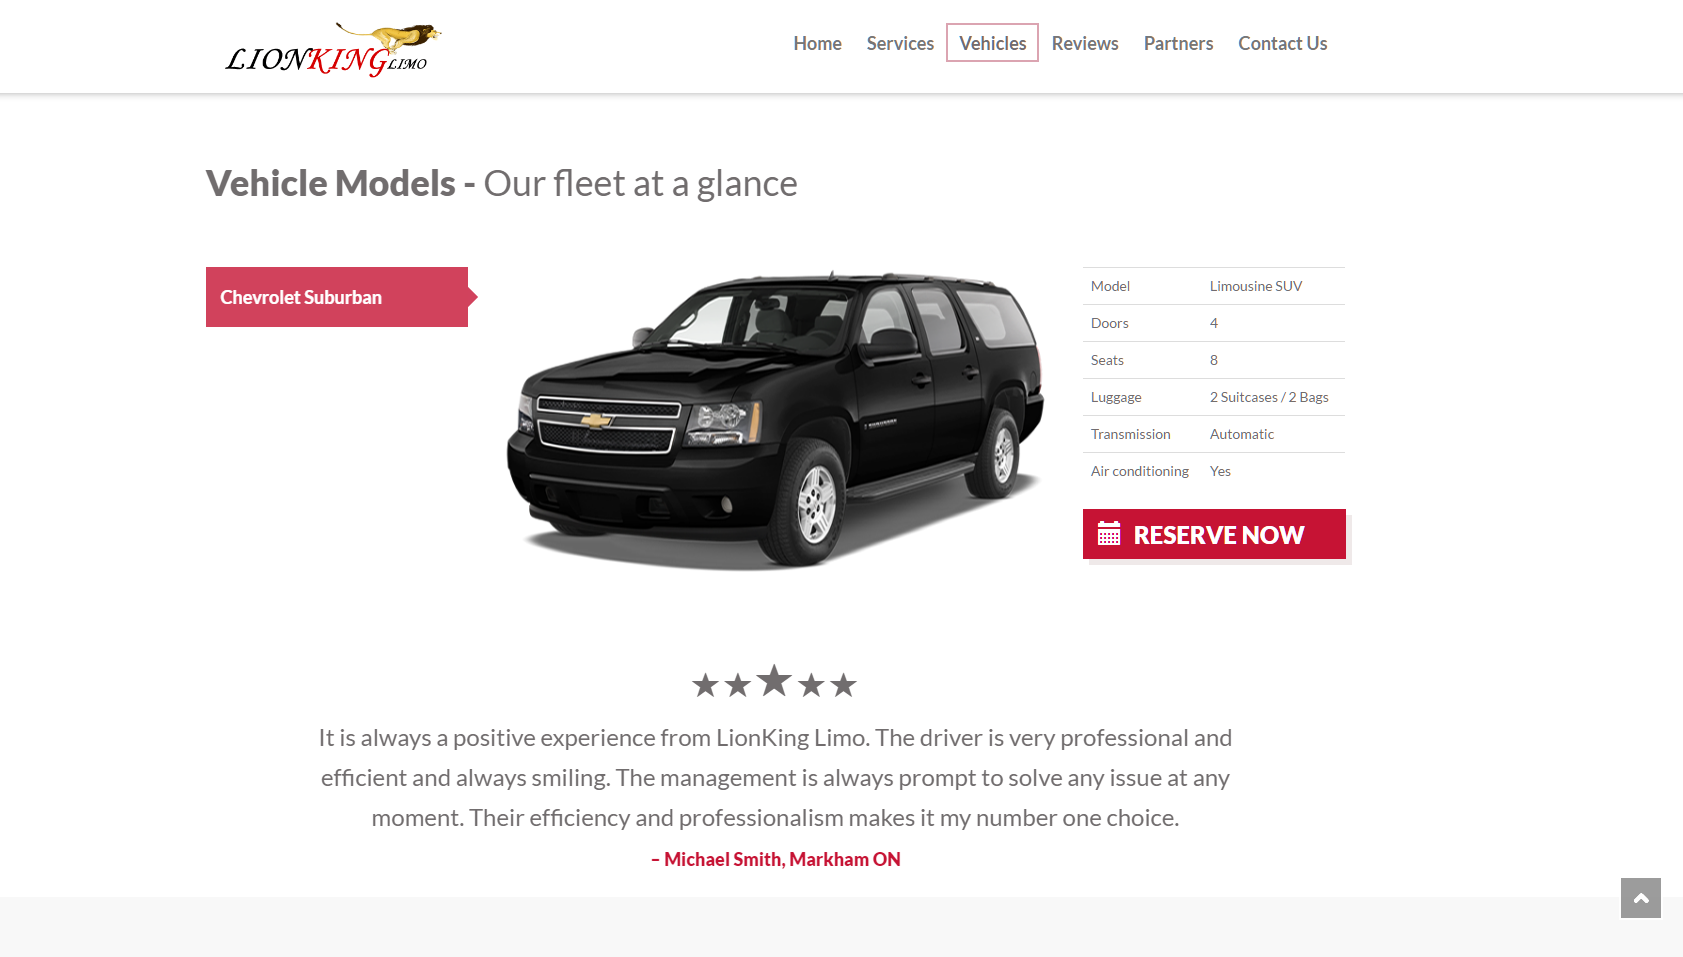 LIONKING LIMO
Home Services Vehicles Reviews Partners Contact Us
Vehicle Models - Our fleet at a glance
Chevrolet Suburban
Model Limousine SUV
Doors 4
Seats 8
Luggage 2 Suitcases / 2 Bags
Transmission Automatic
Air conditioning Yes
RESERVE NOW
It is always a positive experience from LionKing Limo. The driver is very professional and
efficient and always smiling. The management is always prompt to solve any issue at any
moment. Their efficiency and professionalism makes it my number one choice.
– Michael Smith, Markham ON